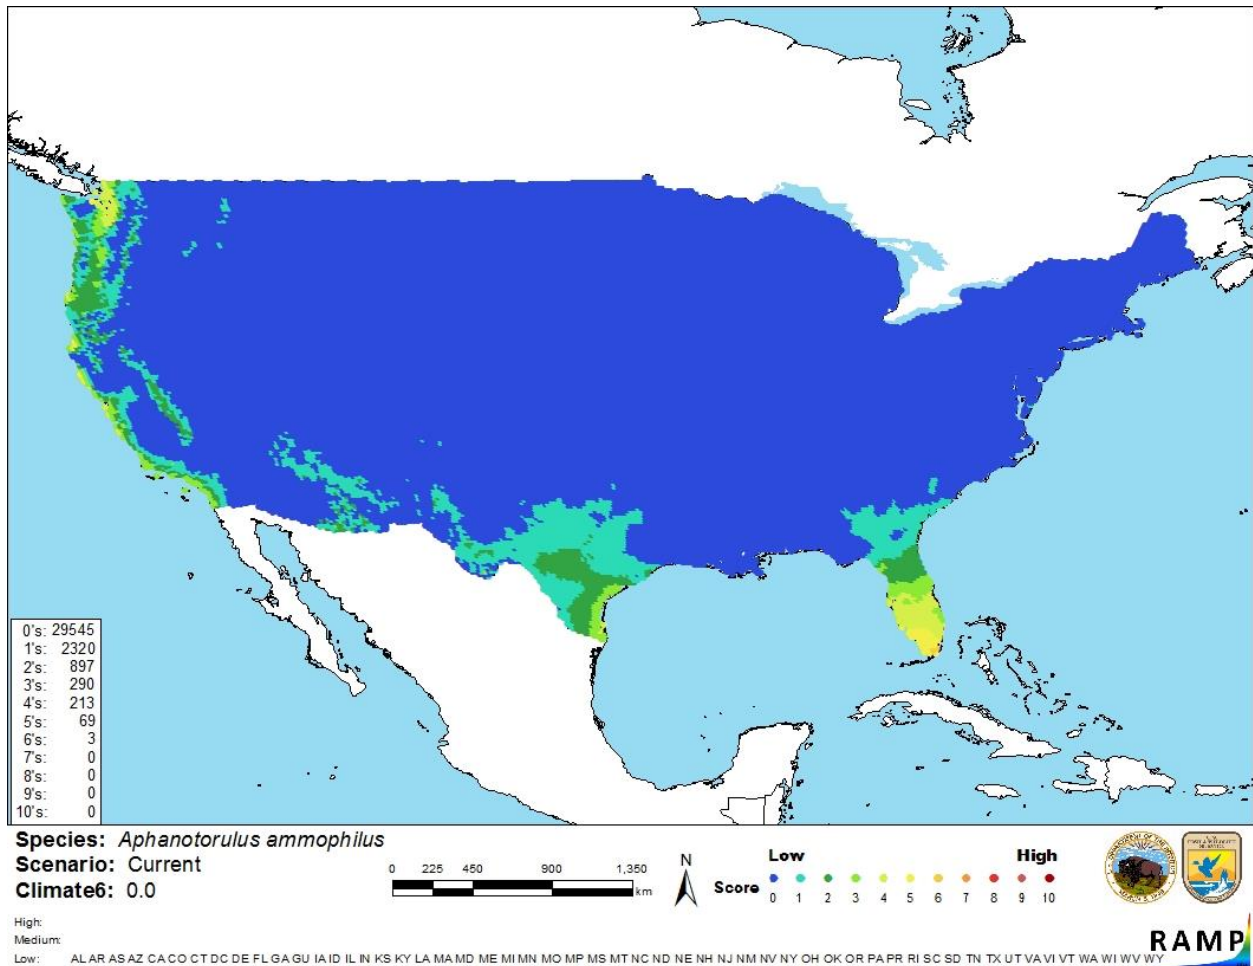 0's: 29545
1's: 2320
2's: 897
3's: 290
4's: 213
5's: 69
6's: 3
7's: 0
8's: 0
9's: 0
10's: 0
Species: Aphanotorulus ammophilus
Scenario: Current
Climate6: 0.0
0 225 450 900 1,350
km
N
Low High
Score
0 1 2 3 4 5 6 7 8 9 10
High:
Medium:
Low: AL AR AS AZ CA CO CT DC DE FL GA GU IA ID IL IN KS KY LA MA MD ME MI MN MO MP MS MT NC ND NE NH NJ NM NV NY OH OK OR PA PR RI SC SD TN TX UT VA VI VT WA WI WV WY
RAMP